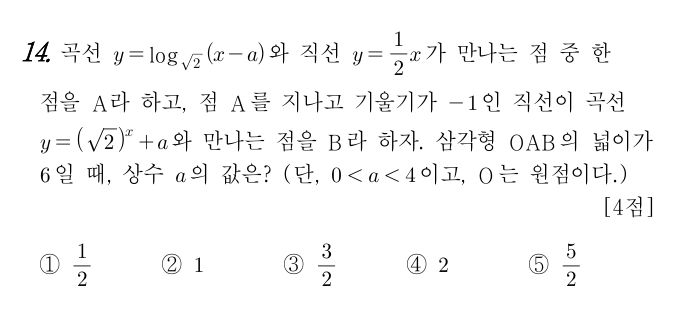 14. 곡선 y=log_{√2}(x-a)와 직선 y=\frac{1}{2}x가 만나는 점 중 한
점을 A라 하고, 점 A를 지나고 기울기가 -1인 직선이 곡선
y=(√2)^x+a와 만나는 점을 B라 하자. 삼각형 OAB의 넓이가
6일 때, 상수 a의 값은? (단, 0<a<4이고, O는 원점이다.)
[4점]
① \frac{1}{2} ② 1 ③ \frac{3}{2} ④ 2 ⑤ \frac{5}{2}